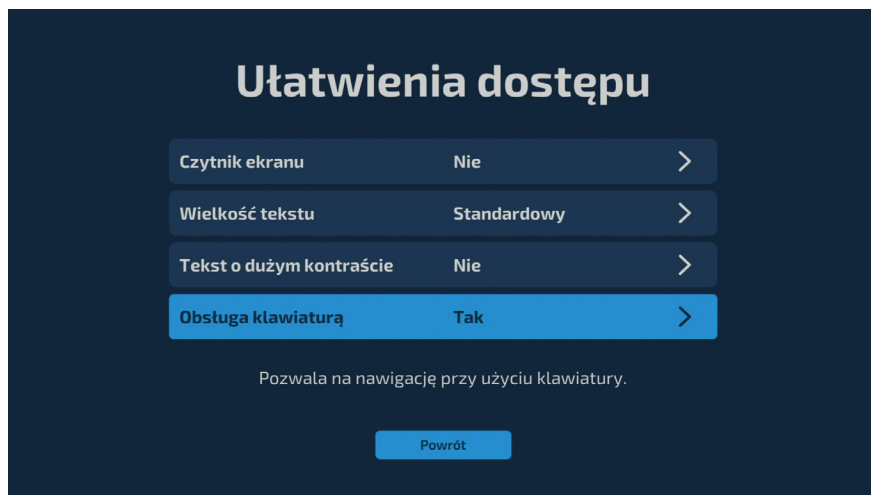 Ułatwienia dostępu
Czytnik ekranu Nie
Wielkość tekstu Standardowy
Tekst o dużym kontraście Nie
Obsługa klawiaturą Tak
Pozwala na nawigację przy użyciu klawiatury.
Powrót